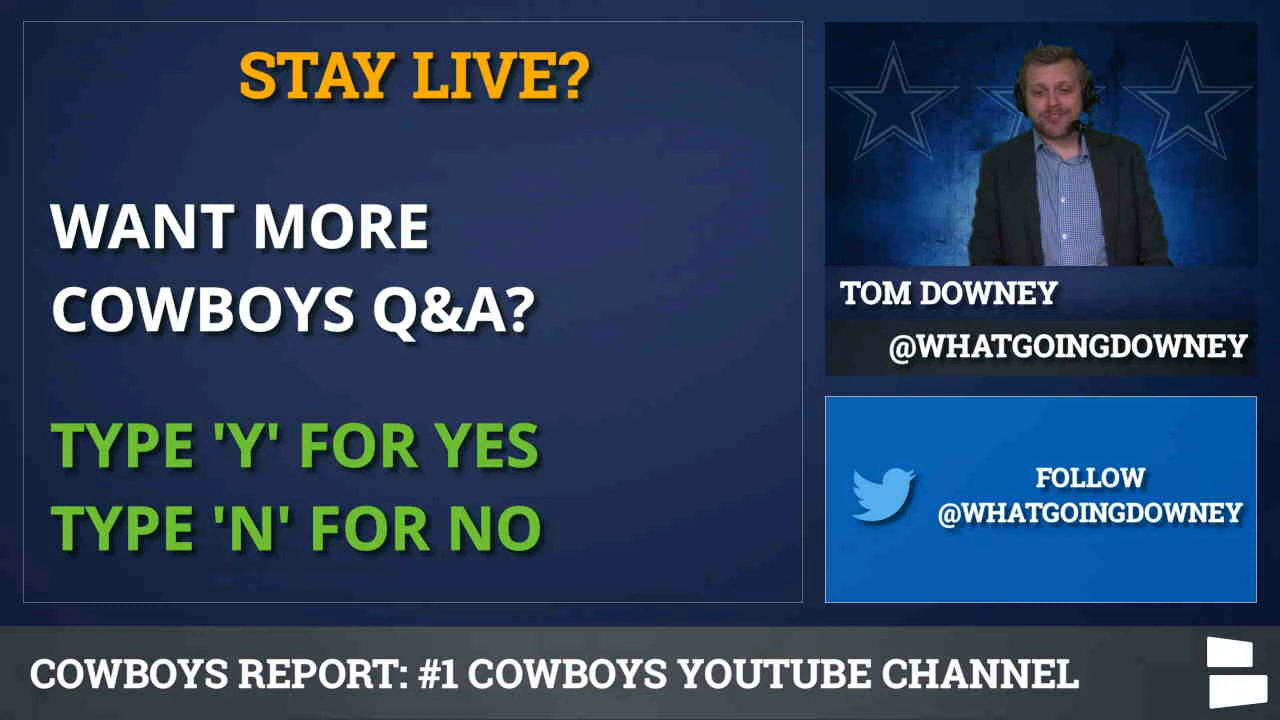 STAY LIVE?
WANT MORE
COWBOYS Q&A?
TYPE 'Y' FOR YES
TYPE 'N' FOR NO
TOM DOWNEY
@WHATGOINGDOWNEY
FOLLOW
@WHATGOINGDOWNEY
COWBOYS REPORT: #1 COWBOYS YOUTUBE CHANNEL